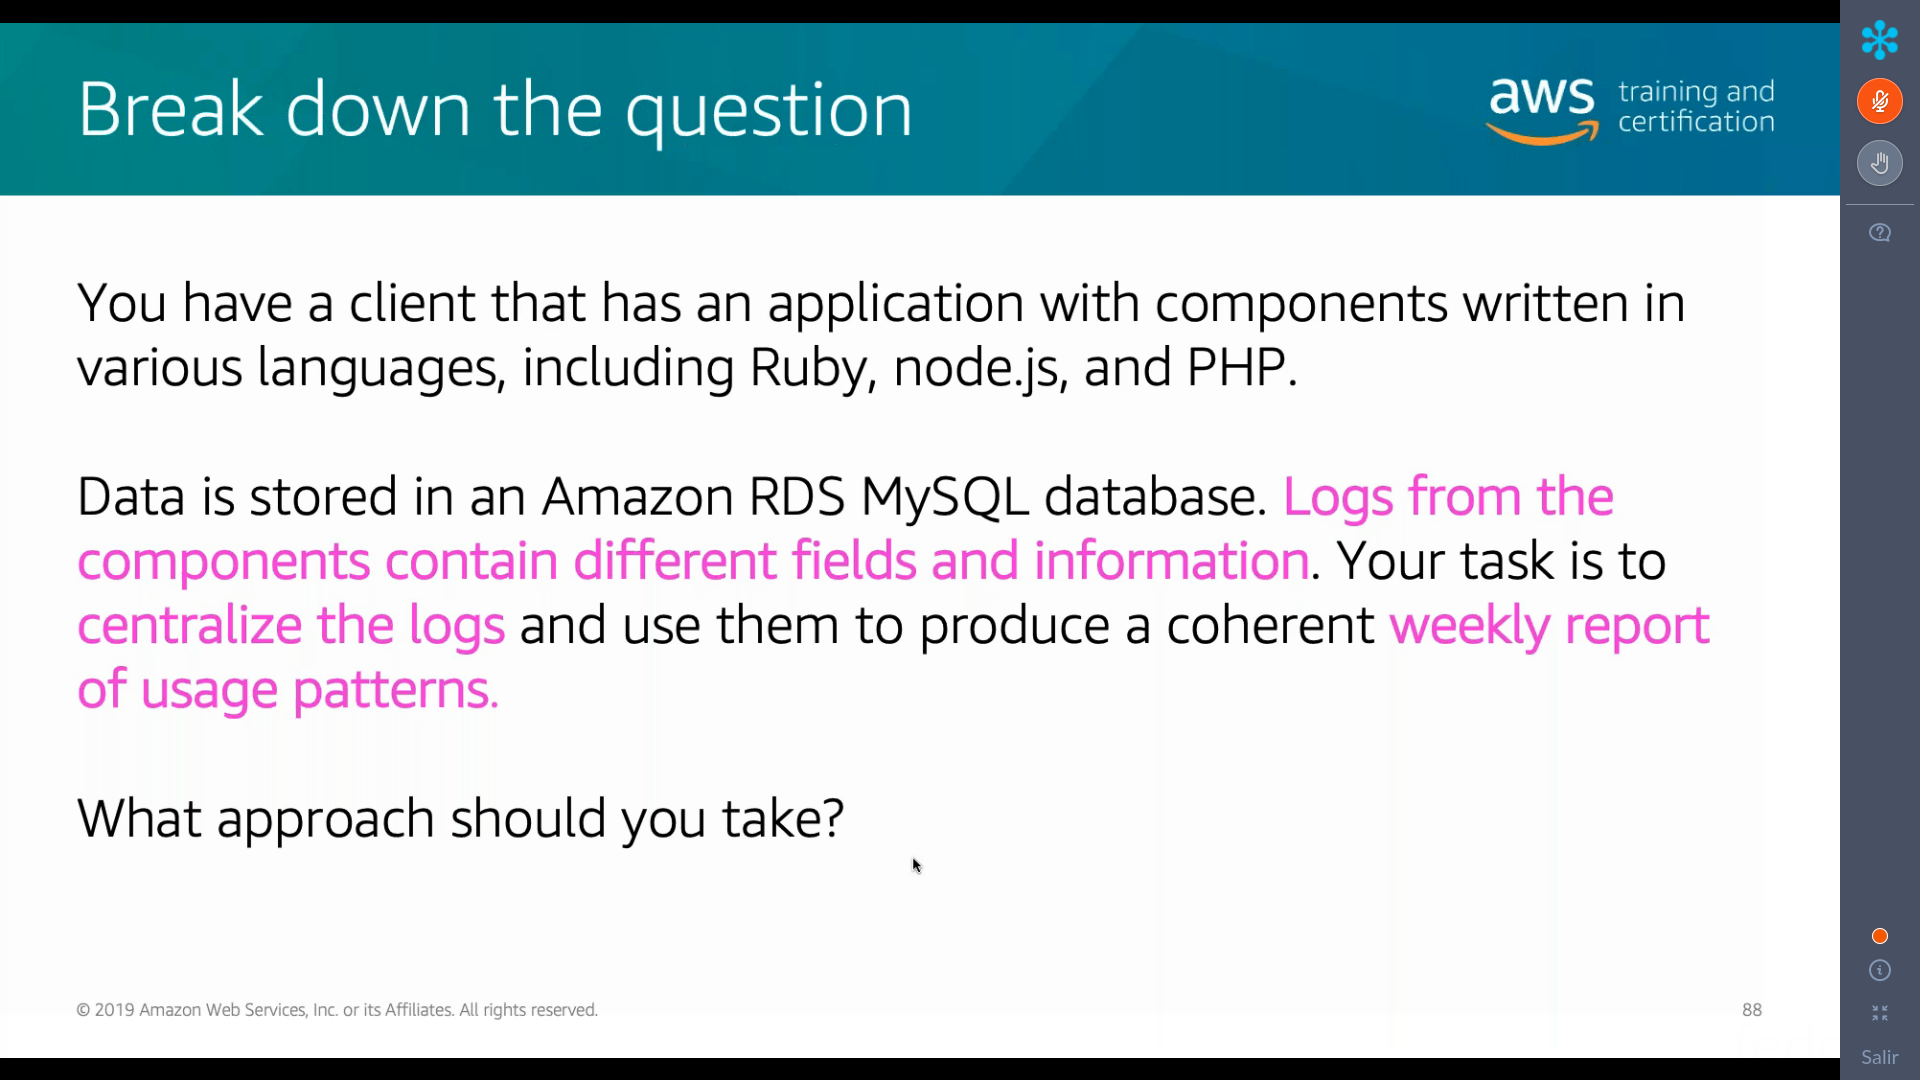 Break down the question
aws training and
certification
You have a client that has an application with components written in
various languages, including Ruby, node.js, and PHP.
Data is stored in an Amazon RDS MySQL database. Logs from the
components contain different fields and information. Your task is to
centralize the logs and use them to produce a coherent weekly report
of usage patterns.
What approach should you take?
© 2019 Amazon Web Services, Inc. or its Affiliates. All rights reserved.
88
Salir